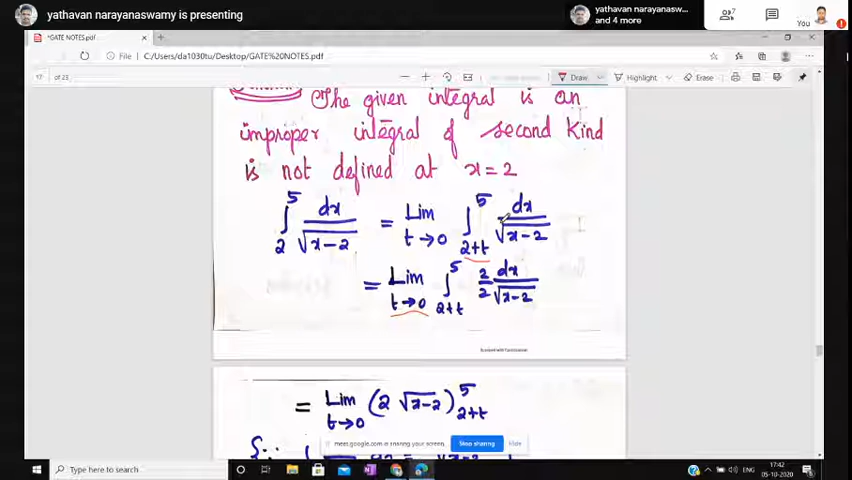 yathavan narayanaswamy is presenting
yathavan narayanasw...
and 4 more
7
You
*GATE NOTES.pdf
File
C:/Users/da1030tu/Desktop/GATE%20NOTES.pdf
17 of 23
Draw
Highlight
Erase
The given integral is an
improper integral of second kind
is not defined at x=2
∫₂⁵ dx/√(x-2) = Lim t→0 ∫₂₊ₜ⁵ dx/√(x-2)
= Lim t→0 ∫₂₊ₜ⁵ 2/2 dx/√(x-2)
= Lim t→0 (2 √(x-2))₂₊ₜ⁵
meet.google.com is sharing your screen.
Stop sharing
Hide
Type here to search
ENG
17:42
05-10-2020